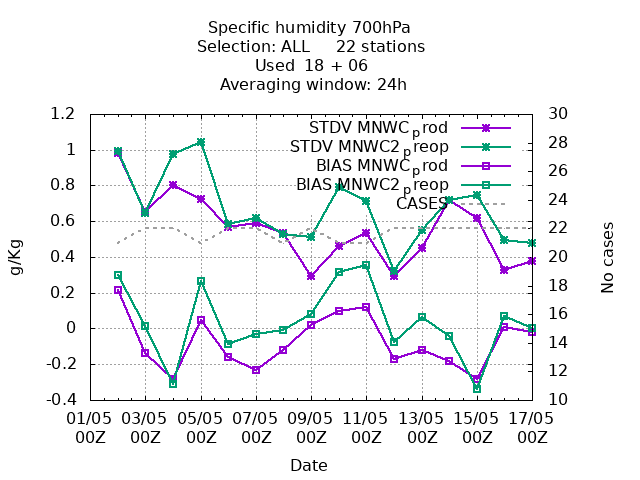 Specific humidity 700hPa
Selection: ALL 22 stations
Used 18 + 06
Averaging window: 24h
STDV MNWC_prod
STDV MNWC2_preop
BIAS MNWC_prod
BIAS MNWC2_preop
CASES
1.2
1
0.8
0.6
0.4
0.2
0
-0.2
-0.4
g/Kg
30
28
26
24
22
20
18
16
14
12
10
No cases
01/05 03/05 05/05 07/05 09/05 11/05 13/05 15/05 17/05
00Z 00Z 00Z 00Z 00Z 00Z 00Z 00Z 00Z
Date